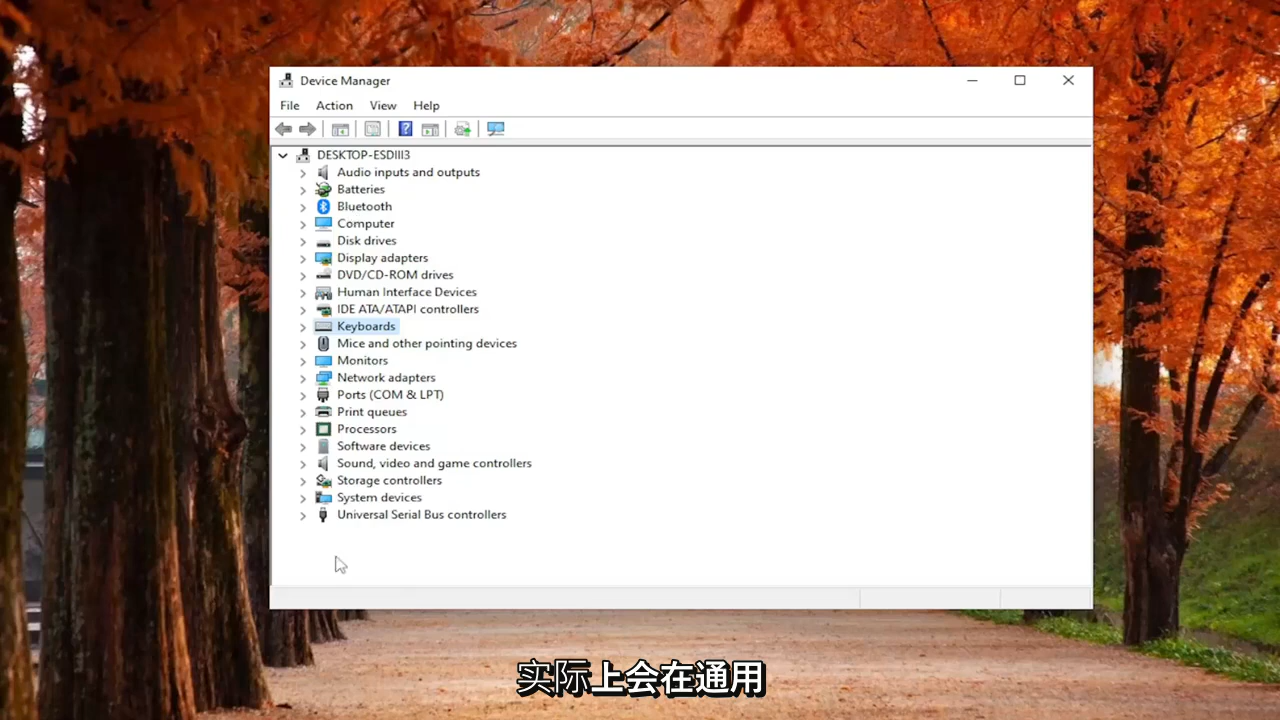 Device Manager
File Action View Help
DESKTOP-ESDIII3
Audio inputs and outputs
Batteries
Bluetooth
Computer
Disk drives
Display adapters
DVD/CD-ROM drives
Human Interface Devices
IDE ATA/ATAPI controllers
Keyboards
Mice and other pointing devices
Monitors
Network adapters
Ports (COM & LPT)
Print queues
Processors
Software devices
Sound, video and game controllers
Storage controllers
System devices
Universal Serial Bus controllers
实际上会在通用